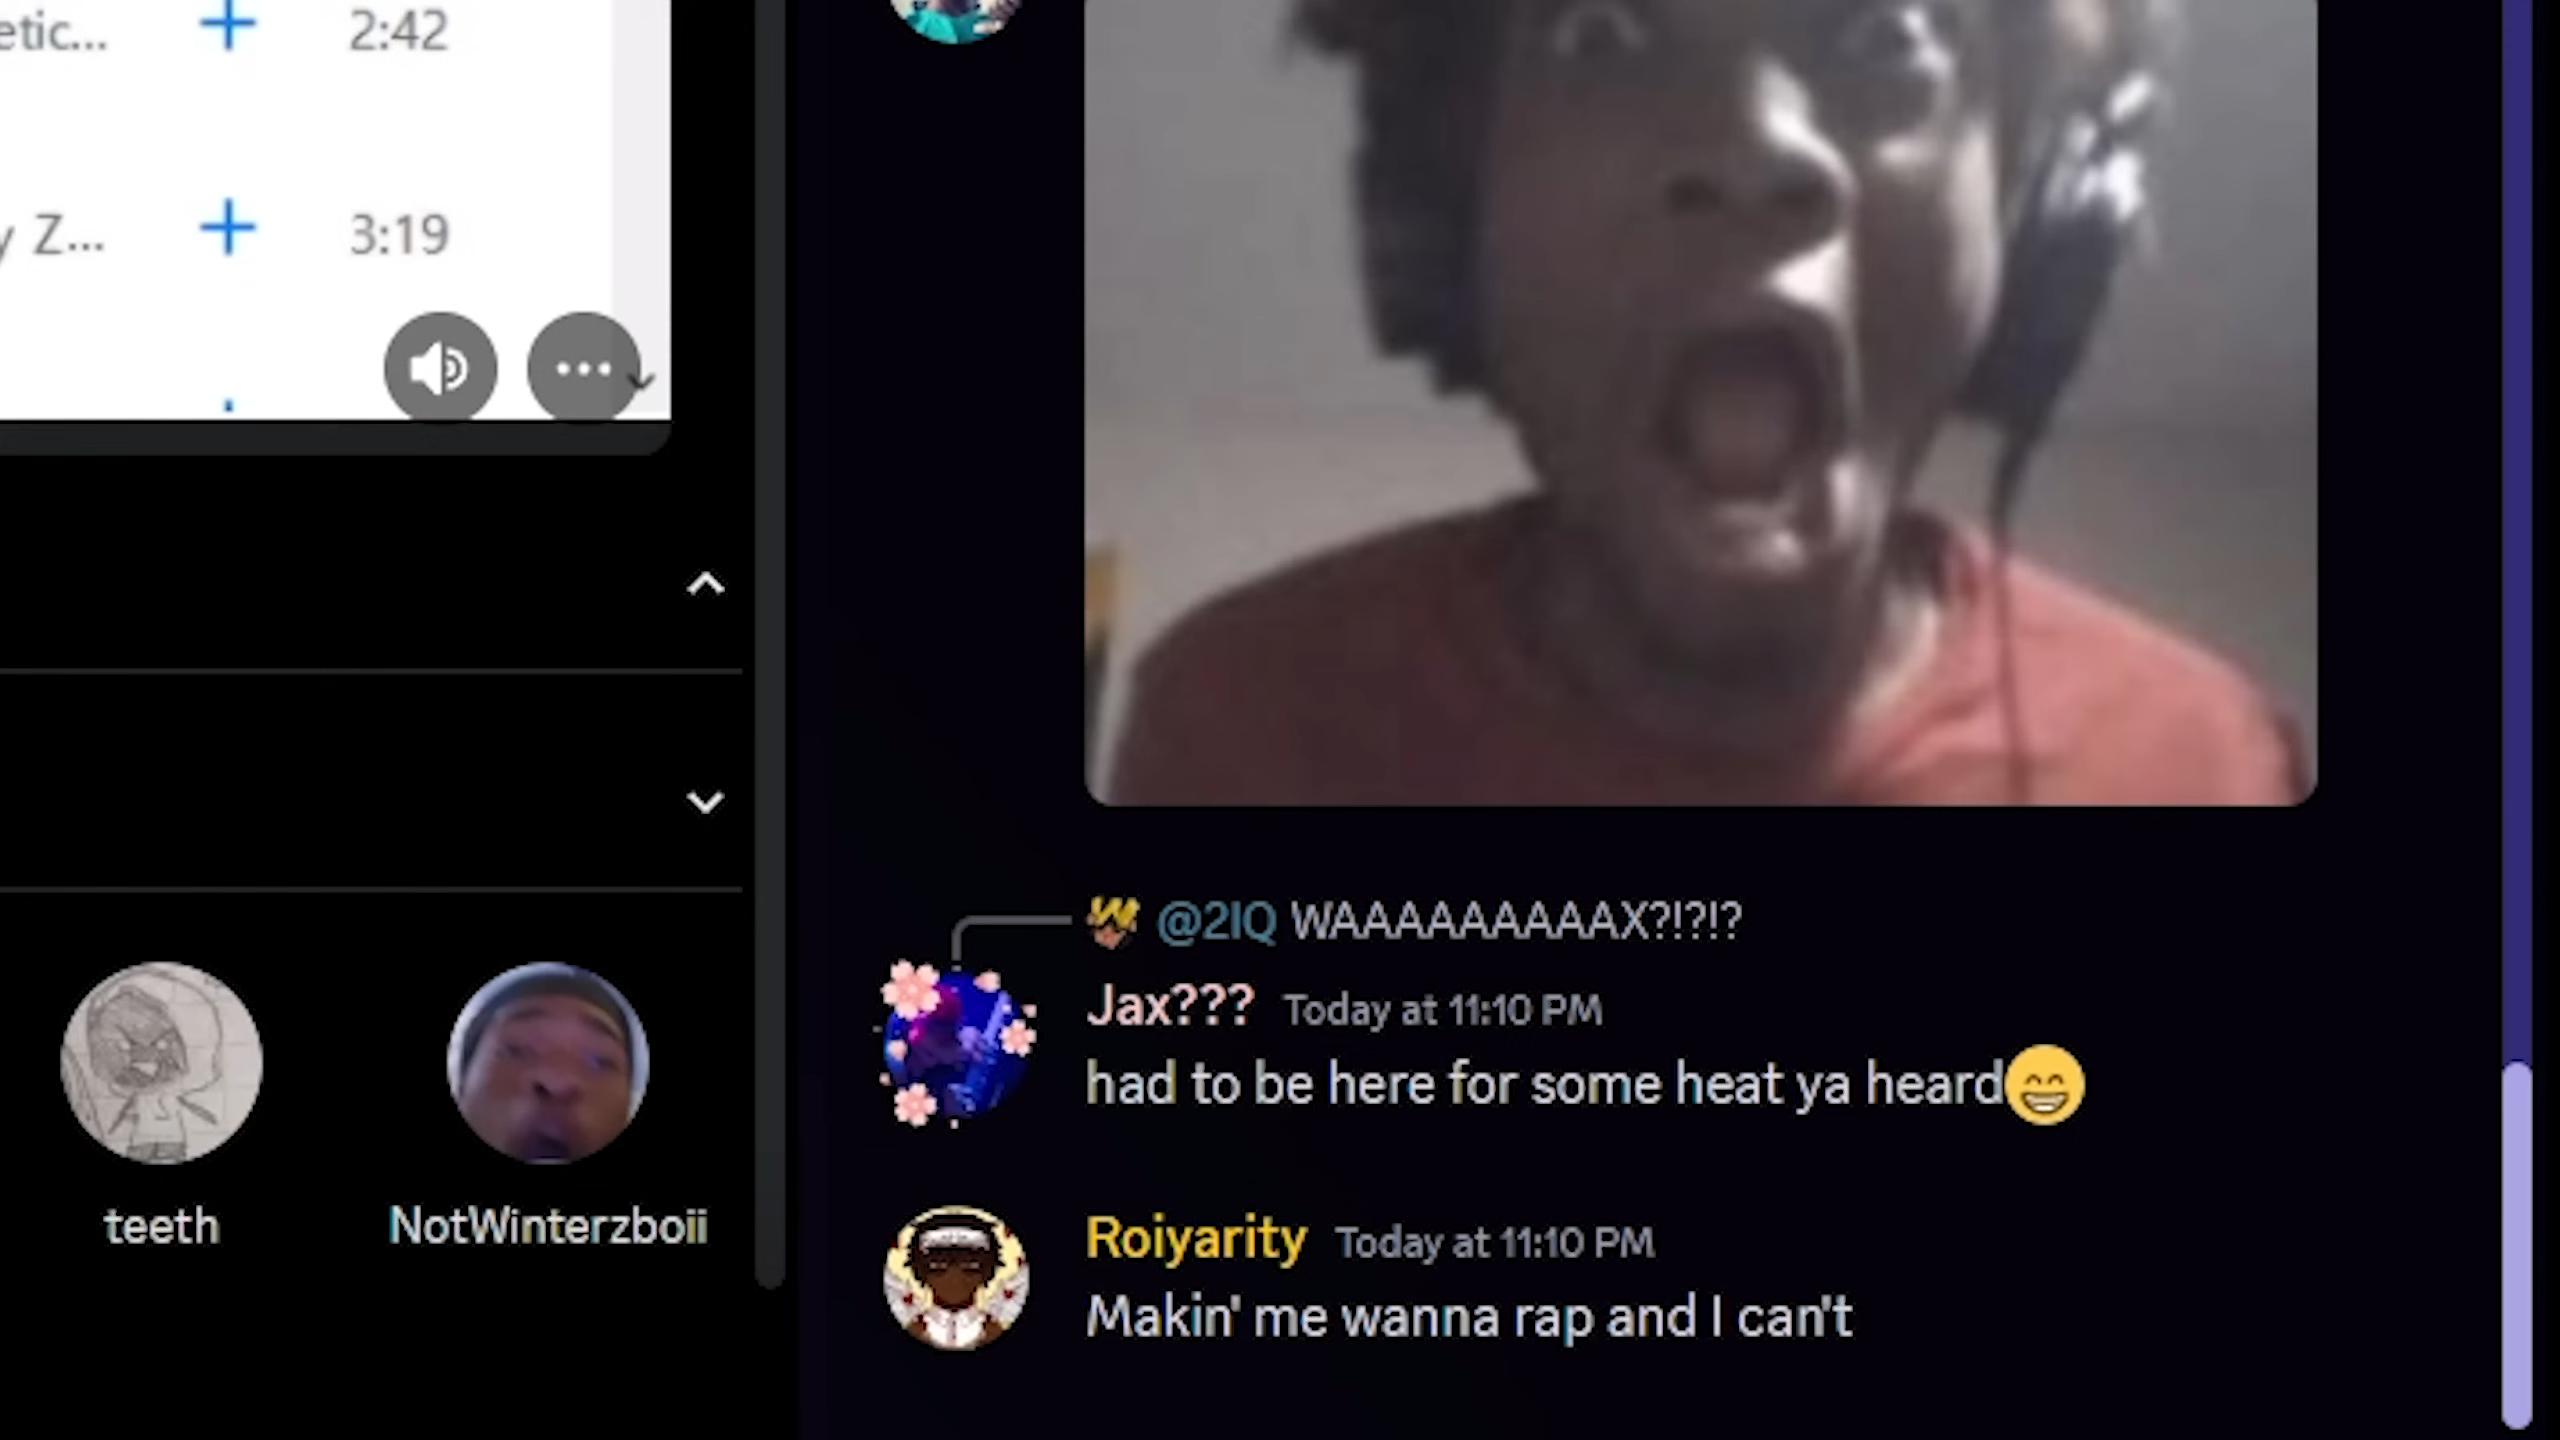 etic... + 2:42
y Z... + 3:19
teeth
NotWinterzboii
@2IQ WAAAAAAAAAAX?!?!?
Jax??? Today at 11:10 PM
had to be here for some heat ya heard😁
Roiyarity Today at 11:10 PM
Makin' me wanna rap and I can't